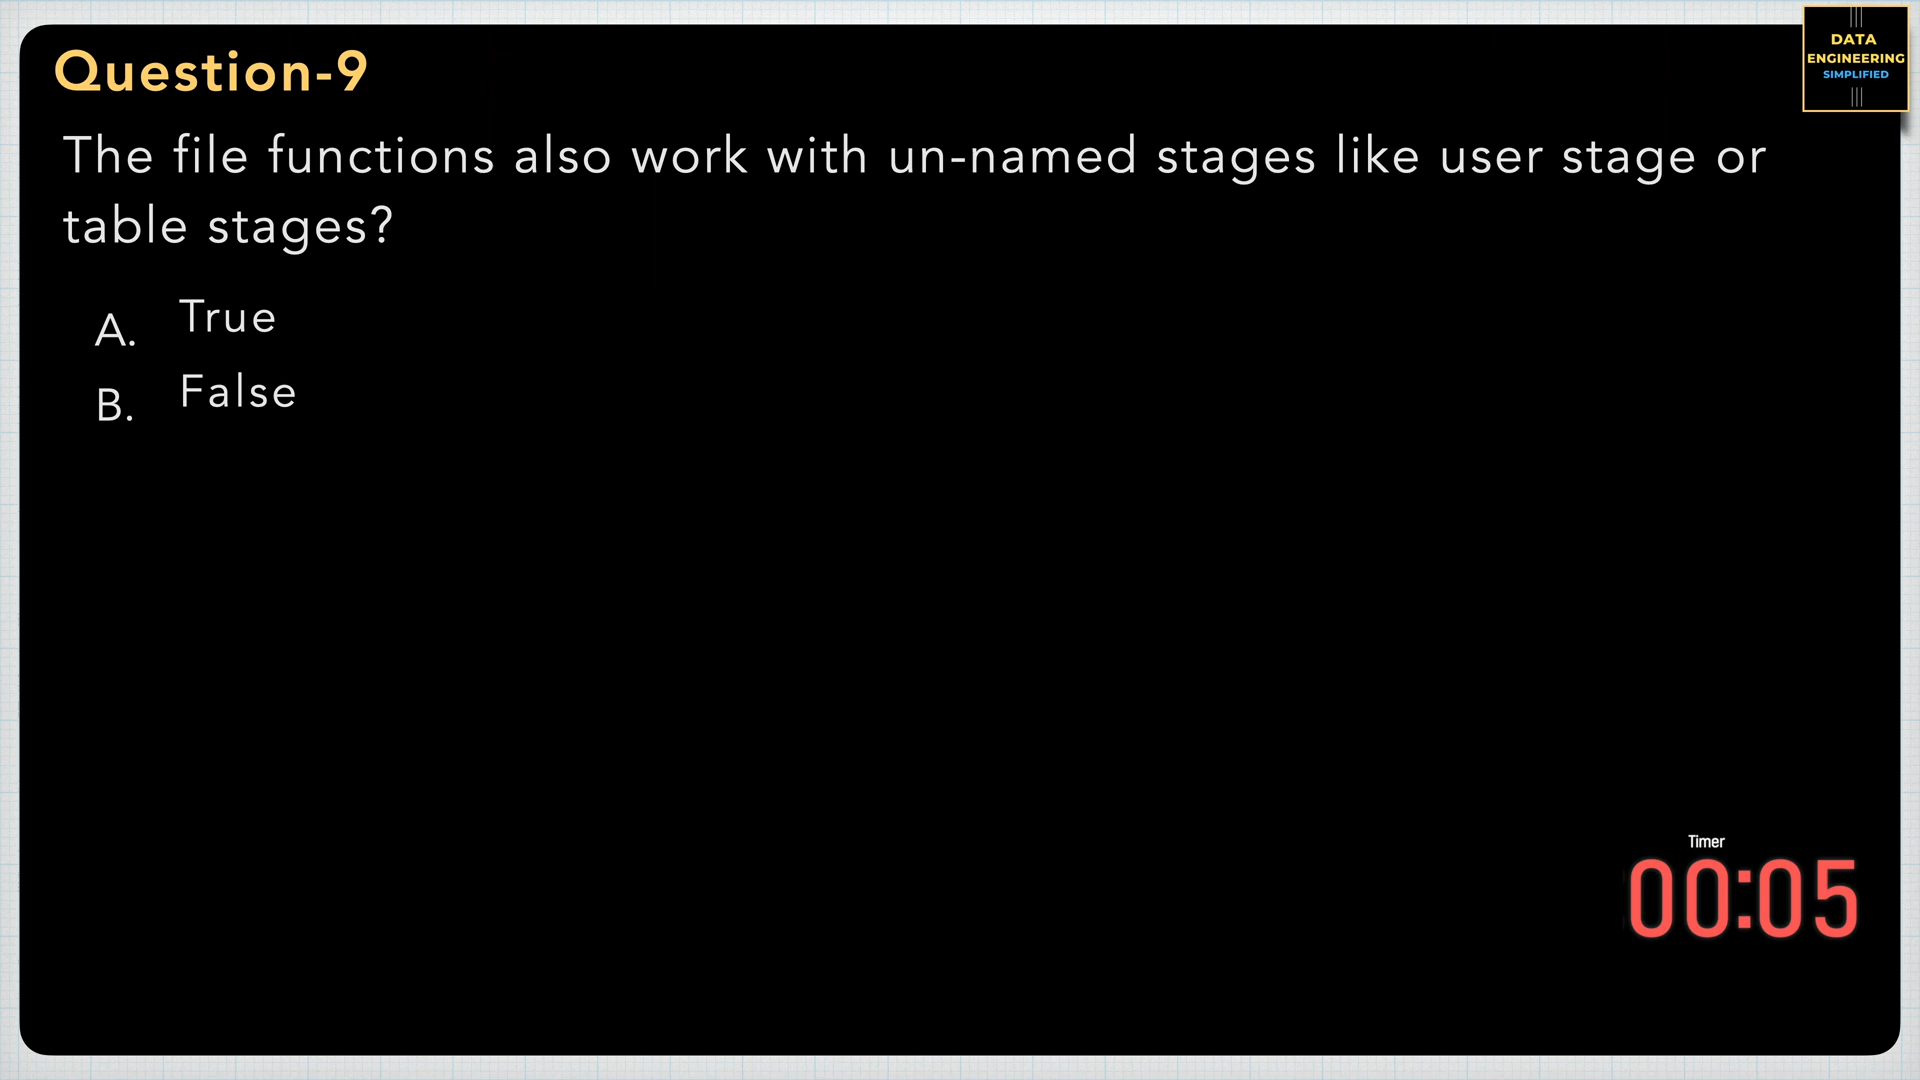 Question-9
DATA
ENGINEERING
SIMPLIFIED
The file functions also work with un-named stages like user stage or
table stages?
A. True
B. False
Timer
00:05